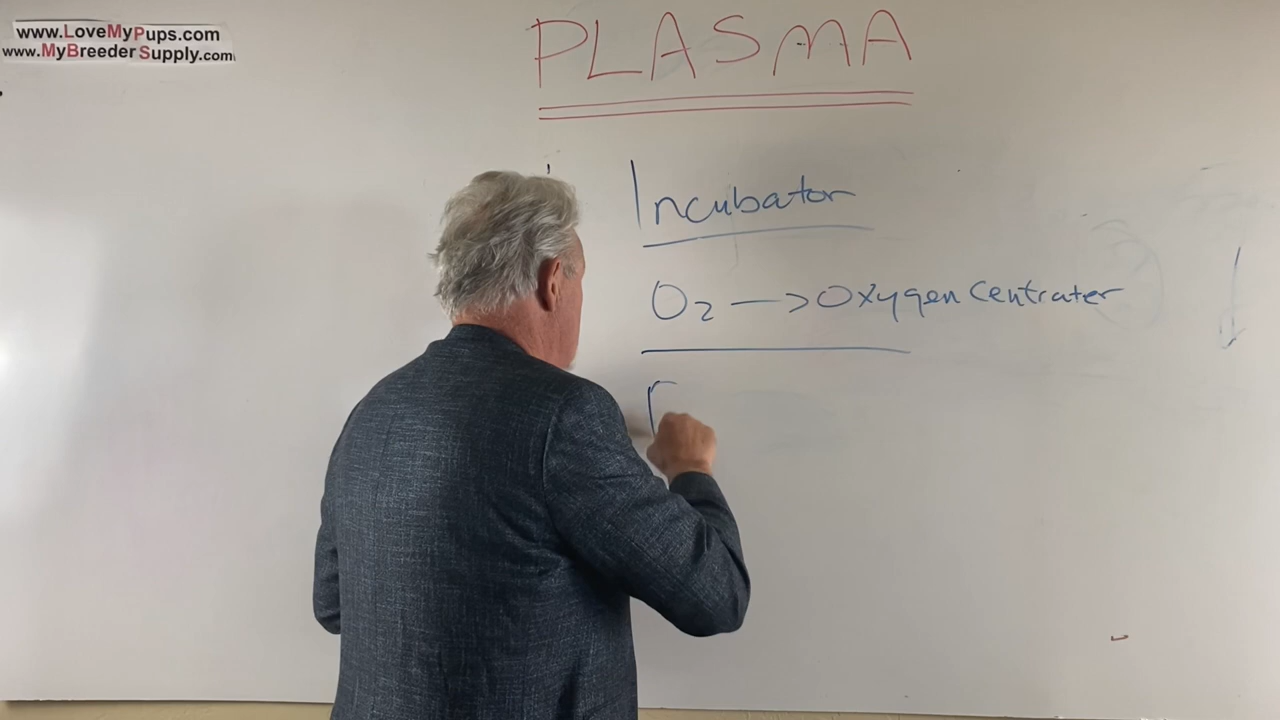 www.LoveMyPups.com
www.MyBreederSupply.com
PLASMA
Incubator
O2 → Oxygen Centrater